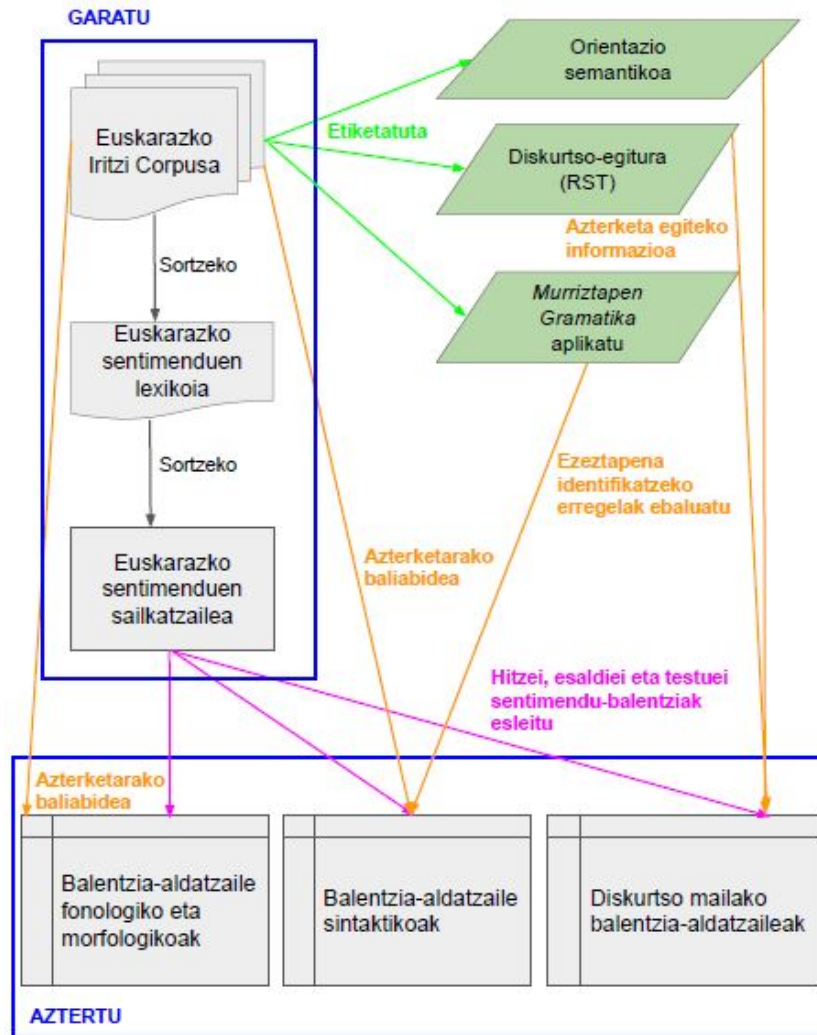 GARATU
Orientazio
semantikoa
Euskarazko
Iritzi Corpusa
Etiketatuta
Diskurtso-egitura
(RST)
Azterketa egiteko
informazioa
Sortzeko
Murriztapen
Gramatika
aplikatu
Euskarazko
sentimenduen
lexikoia
Sortzeko
Ezeztapena
identifikatzeko
erregelak ebaluatu
Euskarazko
sentimenduen
sailkatzailea
Azterketarako
baliabidea
Hitzei, esaldiei eta testuei
sentimendu-balentziak
esleitu
Azterketarako
baliabidea
Balentzia-aldatzaile
fonologiko eta
morfologikoak
Balentzia-aldatzaile
sintaktikoak
Diskurtso mailako
balentzia-aldatzaileak
AZTERTU